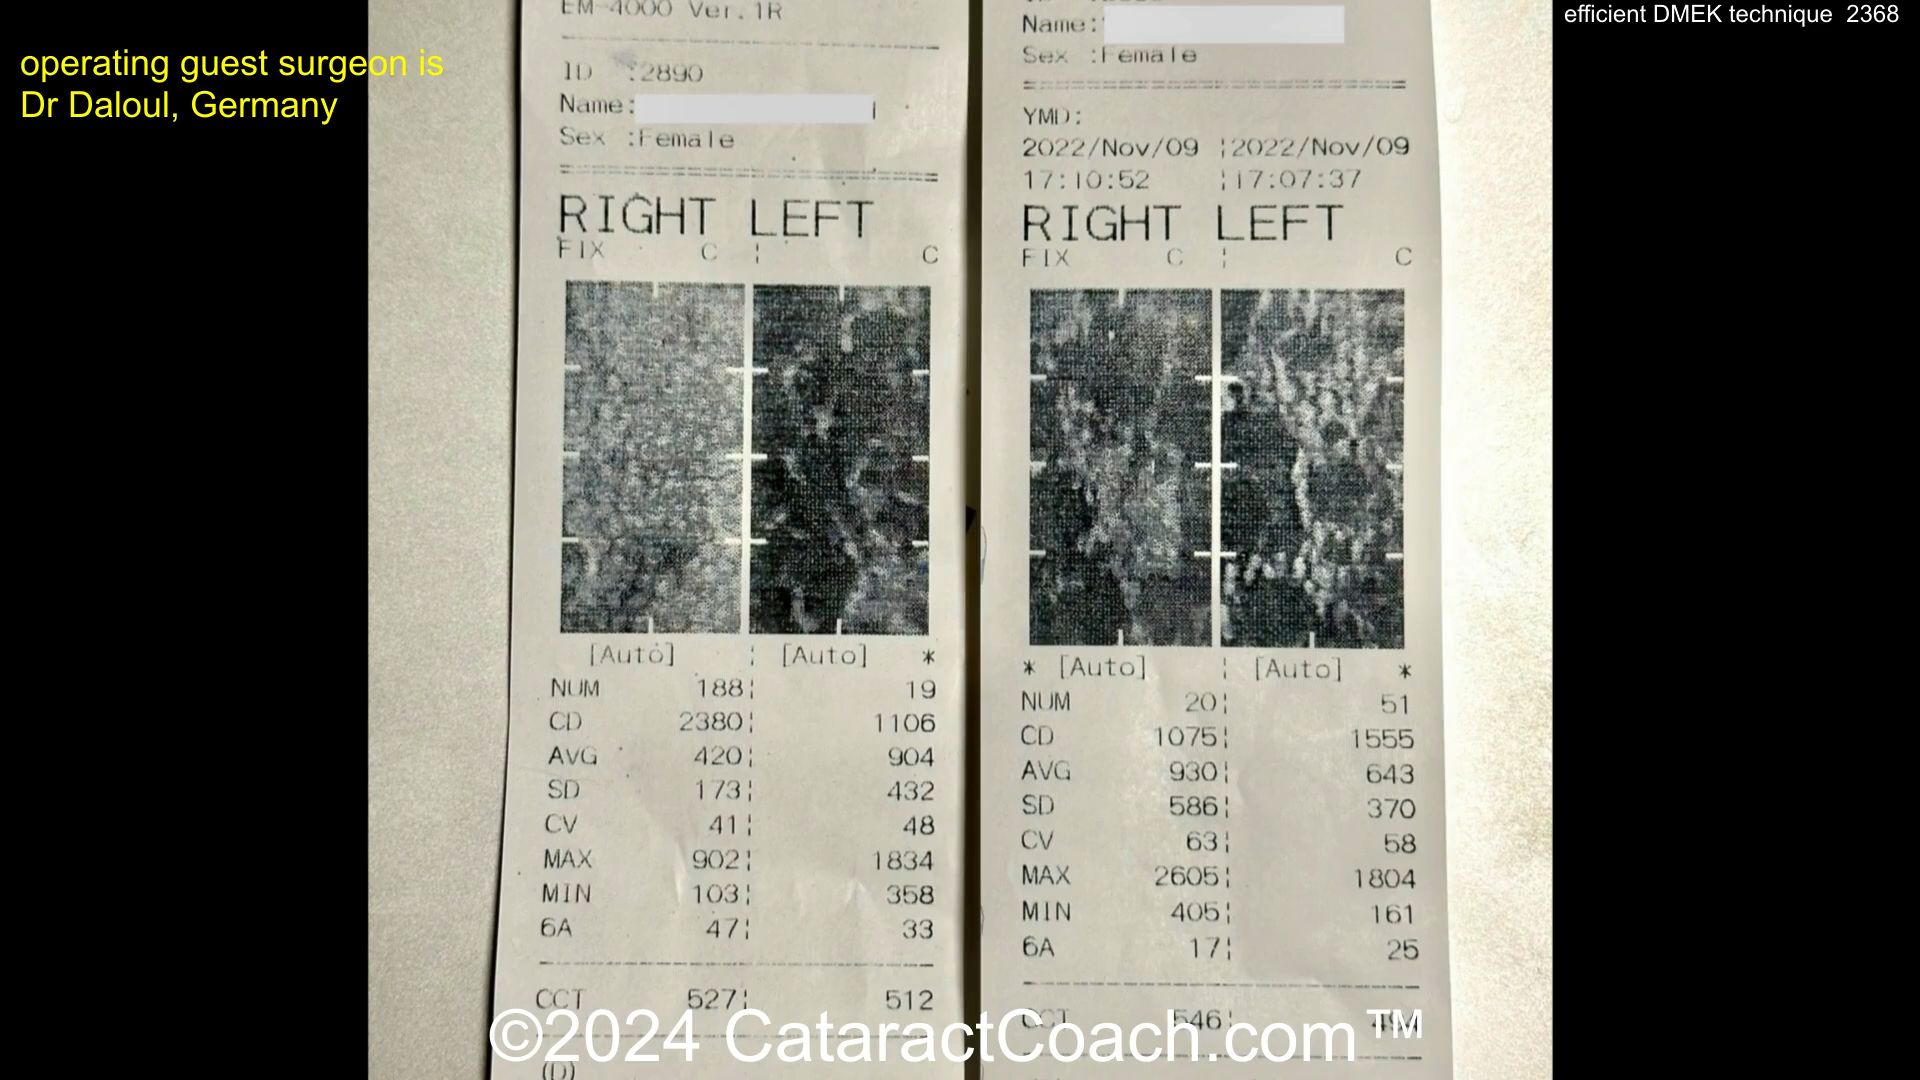 efficient DMEK technique 2368
operating guest surgeon is
Dr Daloul, Germany
EM-4000 Ver.1R
ID :2890
Name:
Sex :Female
RIGHT LEFT
FIX C ¦ C
[Auto] ¦ [Auto] *
NUM 188¦ 19
CD 2380¦ 1106
AVG 420¦ 904
SD 173¦ 432
CV 41¦ 48
MAX 902¦ 1834
MIN 103¦ 358
6A 47¦ 33
CCT 527¦ 512
(D)
Name:
Sex :Female
YMD:
2022/Nov/09 ¦2022/Nov/09
17:10:52 ¦17:07:37
RIGHT LEFT
FIX C ¦ C
* [Auto] ¦ [Auto] *
NUM 20¦ 51
CD 1075¦ 1555
AVG 930¦ 643
SD 586¦ 370
CV 63¦ 58
MAX 2605¦ 1804
MIN 405¦ 161
6A 17¦ 25
CCT 546¦
©2024 CataractCoach.com™